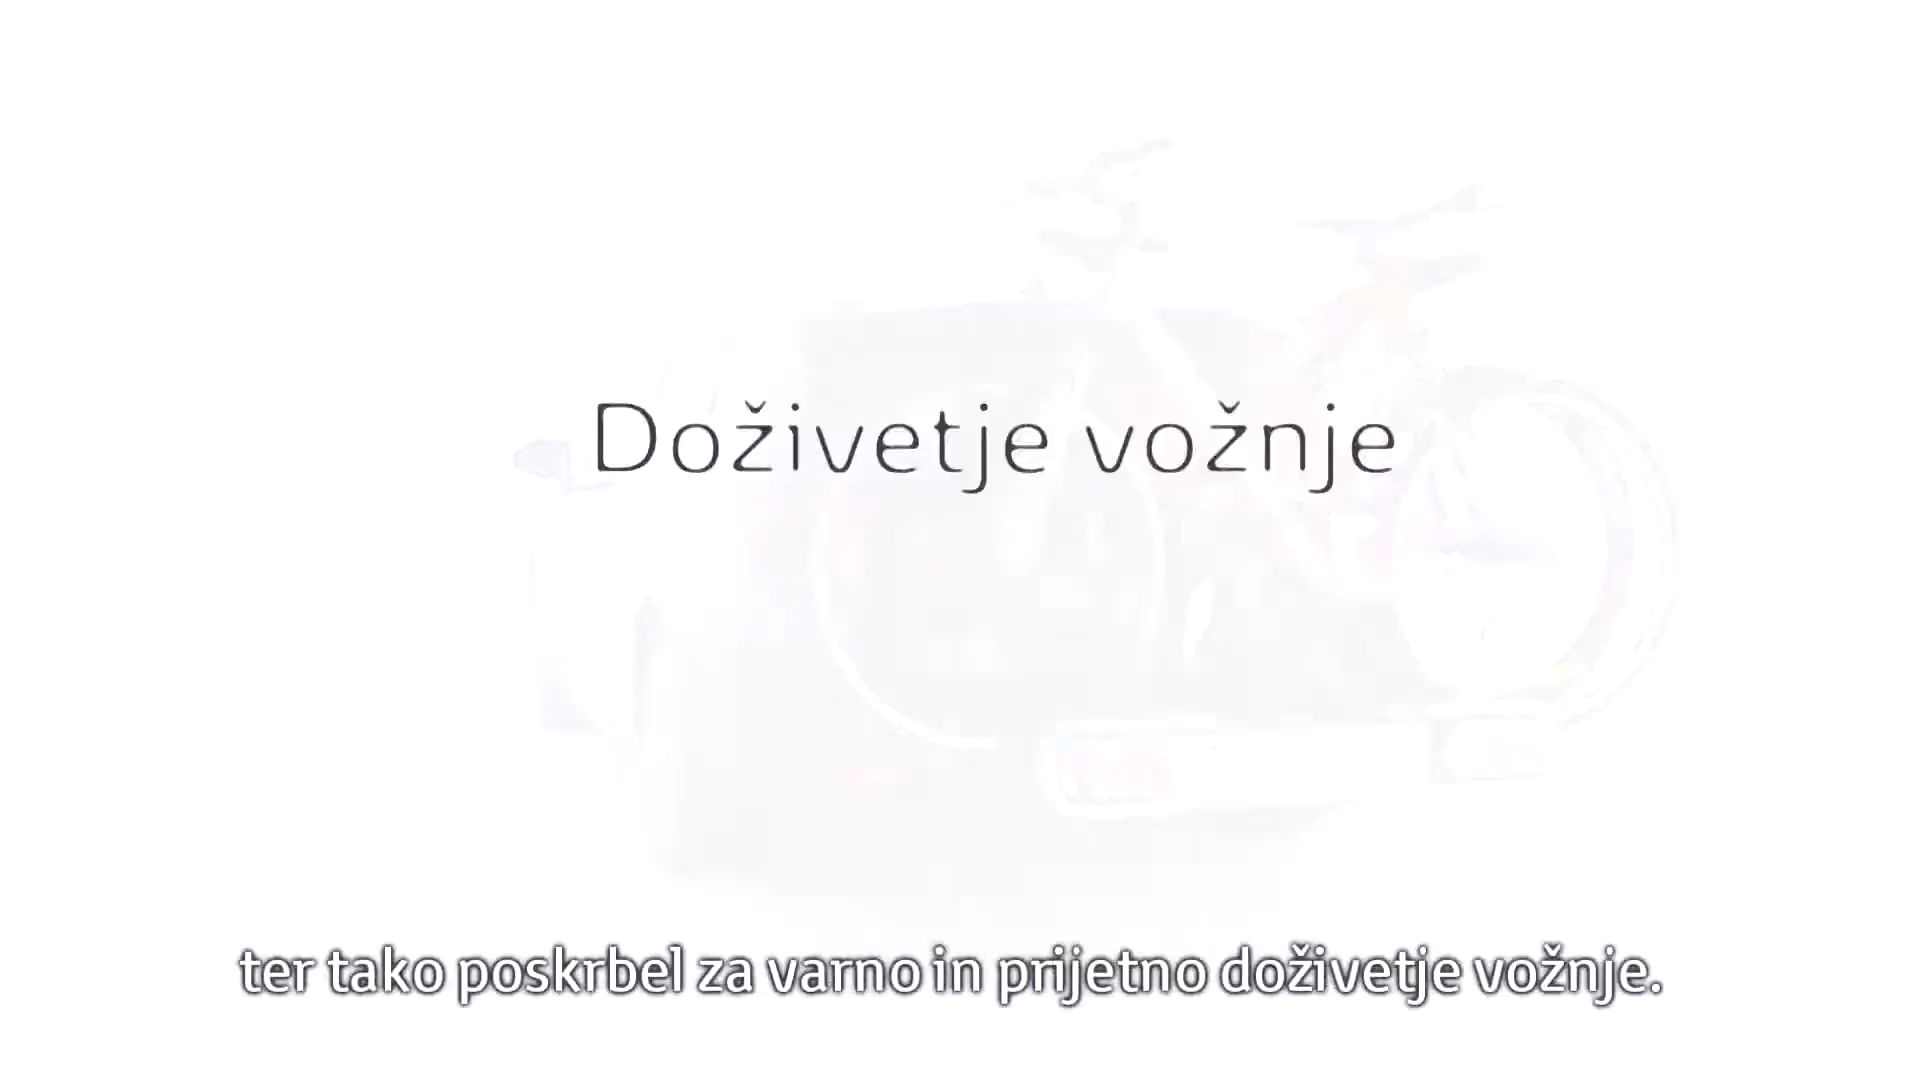 Doživetje vožnje
ter tako poskrbel za varno in prijetno doživetje vožnje.